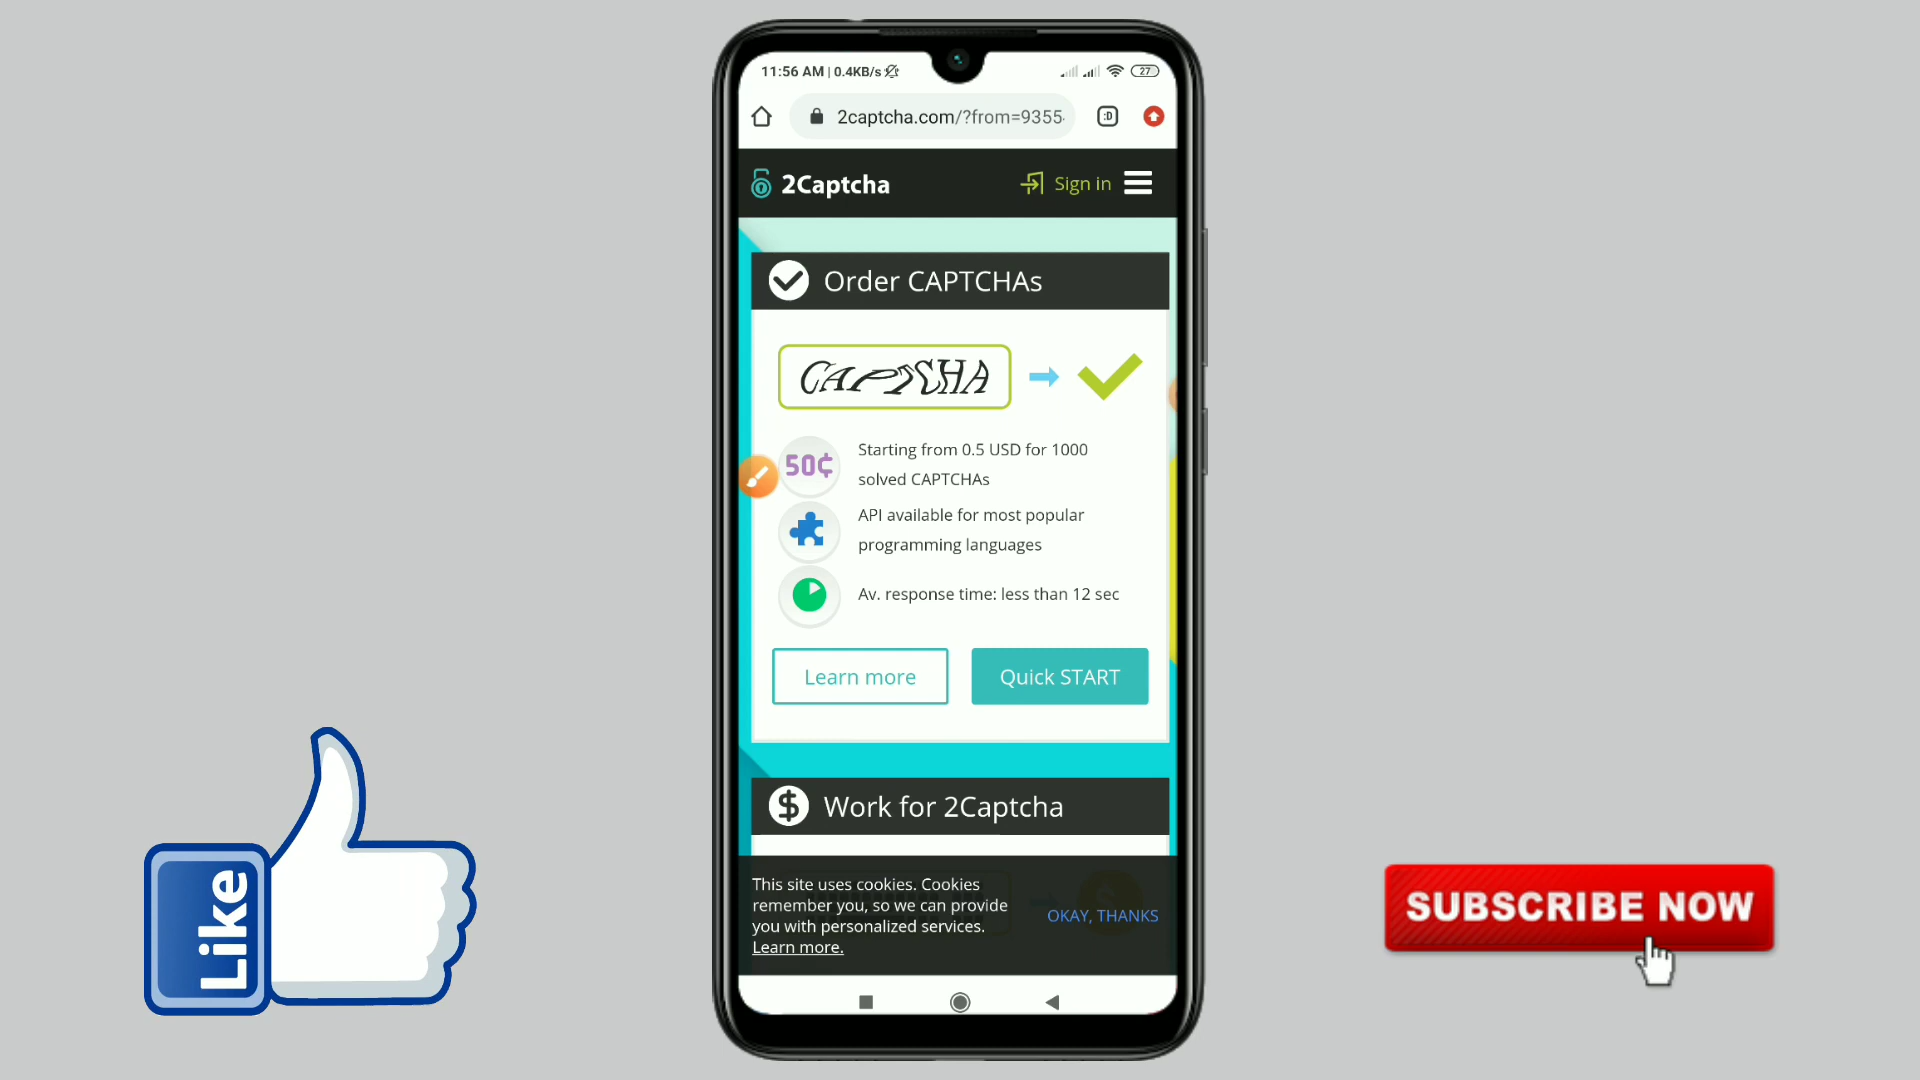 11:56 AM | 0.4KB/s
27
2captcha.com/?from=9355
:D
2Captcha
Sign in
Order CAPTCHAs
CAPTCHA
50¢
Starting from 0.5 USD for 1000
solved CAPTCHAs
API available for most popular
programming languages
Av. response time: less than 12 sec
Learn more
Quick START
$ Work for 2Captcha
This site uses cookies. Cookies
remember you, so we can provide
you with personalized services.
Learn more.
OKAY, THANKS
Like
SUBSCRIBE NOW